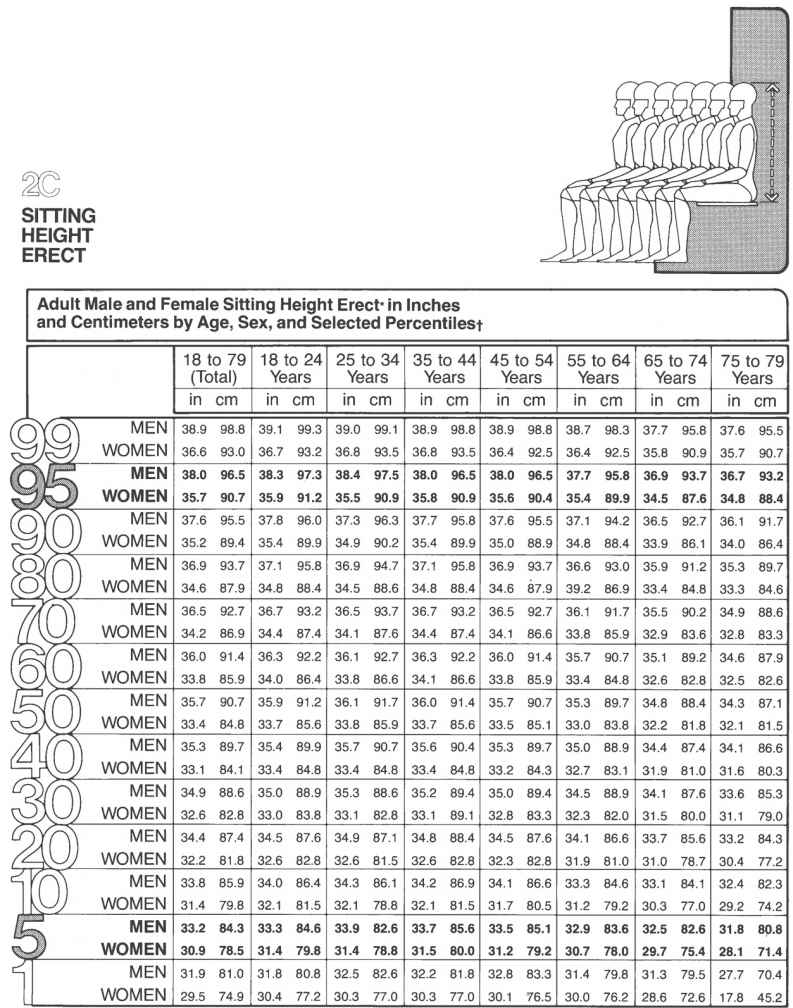 2C
SITTING
HEIGHT
ERECT
Adult Male and Female Sitting Height Erect* in Inches
and Centimeters by Age, Sex, and Selected Percentiles†
18 to 79 18 to 24 25 to 34 35 to 44 45 to 54 55 to 64 65 to 74 75 to 79
(Total) Years Years Years Years Years Years Years
in cm in cm in cm in cm in cm in cm in cm in cm
99 MEN 38.9 98.8 39.1 99.3 39.0 99.1 38.9 98.8 38.9 98.8 38.7 98.3 37.7 95.8 37.6 95.5
WOMEN 36.6 93.0 36.7 93.2 36.8 93.5 36.8 93.5 36.4 92.5 36.4 92.5 35.8 90.9 35.7 90.7
95 MEN 38.0 96.5 38.3 97.3 38.4 97.5 38.0 96.5 38.0 96.5 37.7 95.8 36.9 93.7 36.7 93.2
WOMEN 35.7 90.7 35.9 91.2 35.5 90.9 35.8 90.9 35.6 90.4 35.4 89.9 34.5 87.6 34.8 88.4
90 MEN 37.6 95.5 37.8 96.0 37.3 96.3 37.7 95.8 37.6 95.5 37.1 94.2 36.5 92.7 36.1 91.7
WOMEN 35.2 89.4 35.4 89.9 34.9 90.2 35.4 89.9 35.0 88.9 34.8 88.4 33.9 86.1 34.0 86.4
80 MEN 36.9 93.7 37.1 95.8 36.9 94.7 37.1 95.8 36.9 93.7 36.6 93.0 35.9 91.2 35.3 89.7
WOMEN 34.6 87.9 34.8 88.4 34.5 88.6 34.8 88.4 34.6 87.9 39.2 86.9 33.4 84.8 33.3 84.6
70 MEN 36.5 92.7 36.7 93.2 36.5 93.7 36.7 93.2 36.5 92.7 36.1 91.7 35.5 90.2 34.9 88.6
WOMEN 34.2 86.9 34.4 87.4 34.1 87.6 34.4 87.4 34.1 86.6 33.8 85.9 32.9 83.6 32.8 83.3
60 MEN 36.0 91.4 36.3 92.2 36.1 92.7 36.3 92.2 36.0 91.4 35.7 90.7 35.1 89.2 34.6 87.9
WOMEN 33.8 85.9 34.0 86.4 33.8 86.6 34.1 86.6 33.8 85.9 33.4 84.8 32.6 82.8 32.5 82.6
50 MEN 35.7 90.7 35.9 91.2 36.1 91.7 36.0 91.4 35.7 90.7 35.3 89.7 34.8 88.4 34.3 87.1
WOMEN 33.4 84.8 33.7 85.6 33.8 85.9 33.7 85.6 33.5 85.1 33.0 83.8 32.2 81.8 32.1 81.5
40 MEN 35.3 89.7 35.4 89.9 35.7 90.7 35.6 90.4 35.3 89.7 35.0 88.9 34.4 87.4 34.1 86.6
WOMEN 33.1 84.1 33.4 84.8 33.4 84.8 33.4 84.8 33.2 84.3 32.7 83.1 31.9 81.0 31.6 80.3
30 MEN 34.9 88.6 35.0 88.9 35.3 88.6 35.2 89.4 35.0 89.4 34.5 88.9 34.1 87.6 33.6 85.3
WOMEN 32.6 82.8 33.0 83.8 33.1 82.8 33.1 89.1 32.8 83.3 32.3 82.0 31.5 80.0 31.1 79.0
20 MEN 34.4 87.4 34.5 87.6 34.9 87.1 34.8 88.4 34.5 87.6 34.1 86.6 33.7 85.6 33.2 84.3
WOMEN 32.2 81.8 32.6 82.8 32.6 81.5 32.6 82.8 32.3 82.8 31.9 81.0 31.0 78.7 30.4 77.2
10 MEN 33.8 85.9 34.0 86.4 34.3 86.1 34.2 86.9 34.1 86.6 33.3 84.6 33.1 84.1 32.4 82.3
WOMEN 31.4 79.8 32.1 81.5 32.1 78.8 32.1 81.5 31.7 80.5 31.2 79.2 30.3 77.0 29.2 74.2
5 MEN 33.2 84.3 33.3 84.6 33.9 82.6 33.7 85.6 33.5 85.1 32.9 83.6 32.5 82.6 31.8 80.8
WOMEN 30.9 78.5 31.4 79.8 31.4 78.8 31.5 80.0 31.2 79.2 30.7 78.0 29.7 75.4 28.1 71.4
1 MEN 31.9 81.0 31.8 80.8 32.5 82.6 32.2 81.8 32.8 83.3 31.4 79.8 31.3 79.5 27.7 70.4
WOMEN 29.5 74.9 30.4 77.2 30.3 77.0 30.3 77.0 30.1 76.5 30.0 76.2 28.6 72.6 17.8 45.2